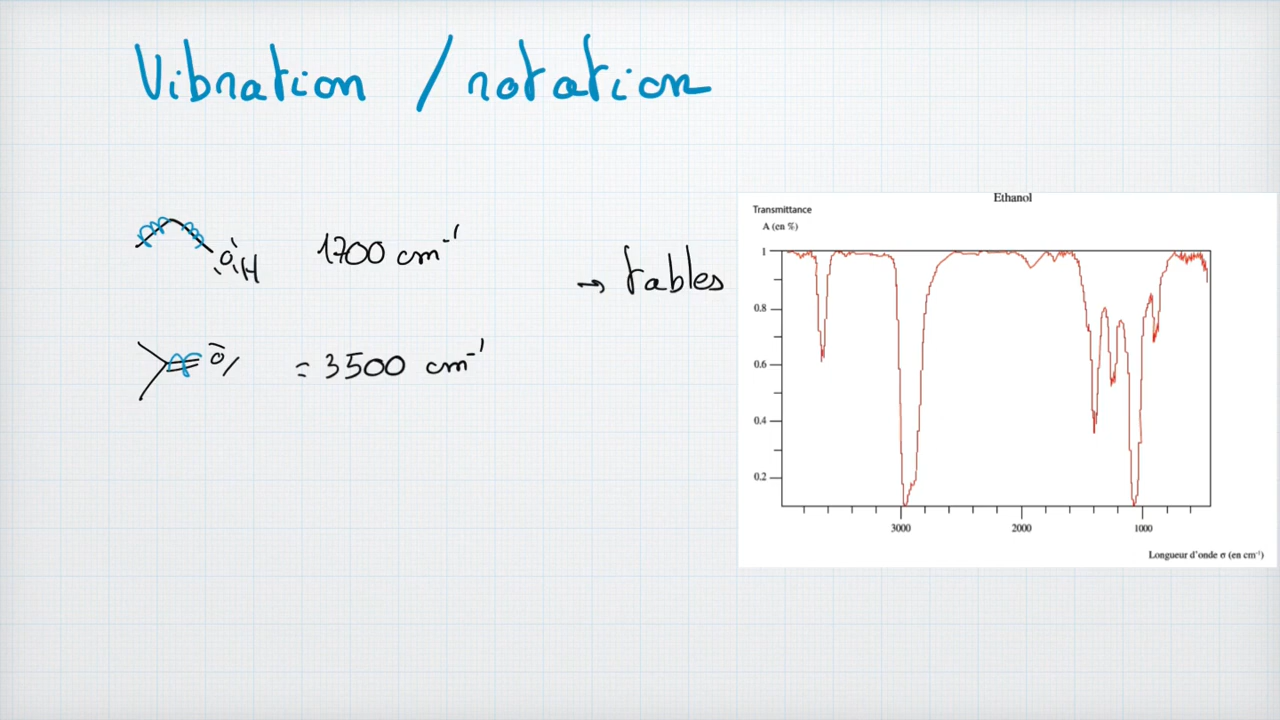 Vibration / rotation
O H 1700 cm⁻¹
→ tables
O = 3500 cm⁻¹
Ethanol
Transmittance
A (en %)
1
0.8
0.6
0.4
0.2
3000 2000 1000
Longueur d'onde σ (en cm⁻¹)